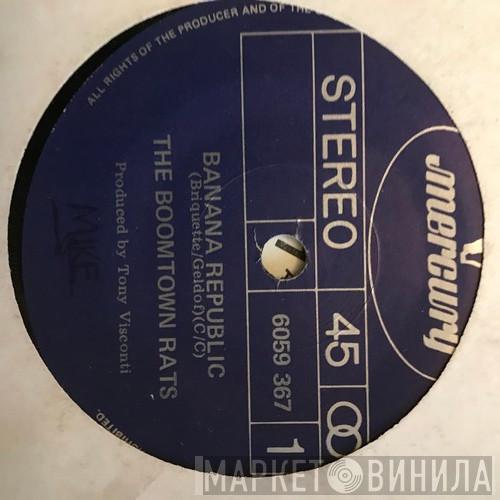 ALL RIGHTS OF THE PRODUCER AND OF THE
mercury
STEREO
45
6059 367
1
BANANA REPUBLIC
(Briquette/Geldof)(C/C)
THE BOOMTOWN RATS
Produced by Tony Visconti
MIKE
МАРКЕТ ВИНИЛА